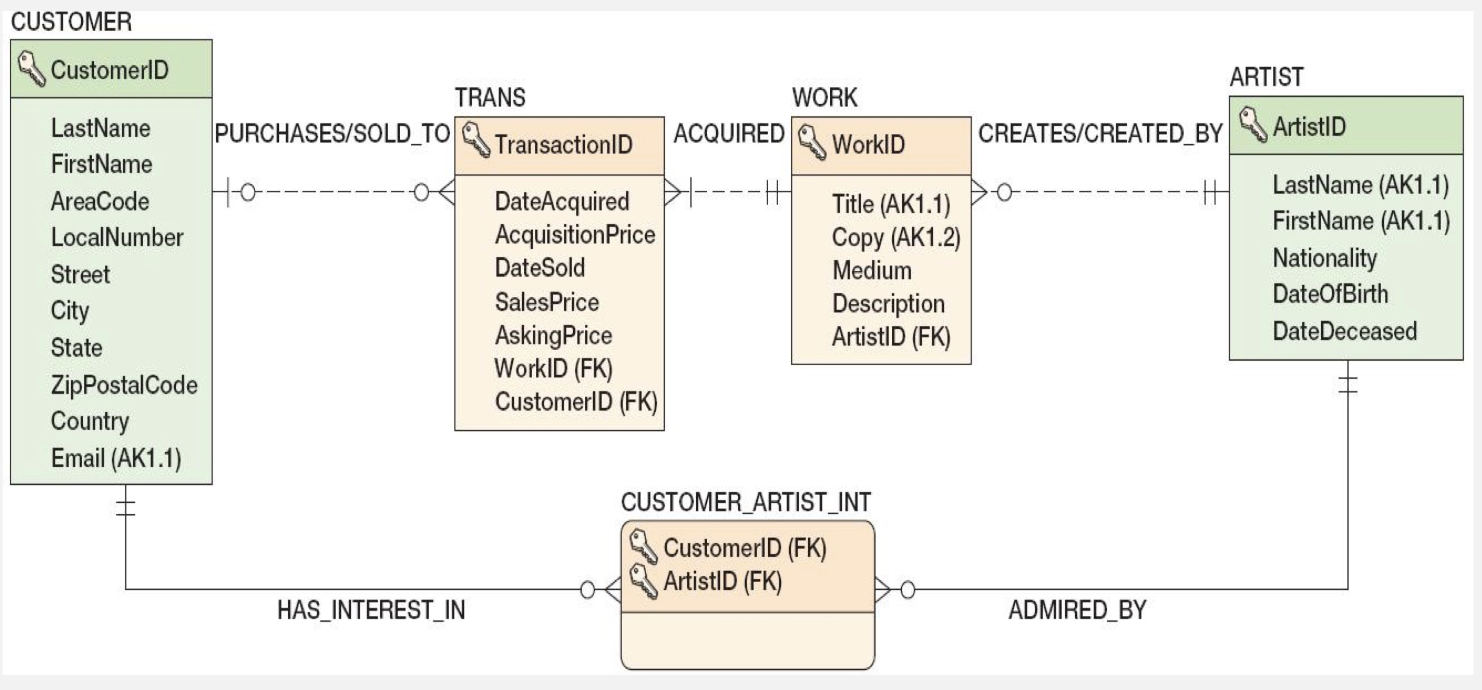 CUSTOMER
CustomerID
LastName
FirstName
AreaCode
LocalNumber
Street
City
State
ZipPostalCode
Country
Email (AK1.1)
PURCHASES/SOLD_TO
TRANS
TransactionID
DateAcquired
AcquisitionPrice
DateSold
SalesPrice
AskingPrice
WorkID (FK)
CustomerID (FK)
ACQUIRED
WORK
WorkID
Title (AK1.1)
Copy (AK1.2)
Medium
Description
ArtistID (FK)
CREATES/CREATED_BY
ARTIST
ArtistID
LastName (AK1.1)
FirstName (AK1.1)
Nationality
DateOfBirth
DateDeceased
CUSTOMER_ARTIST_INT
CustomerID (FK)
ArtistID (FK)
HAS_INTEREST_IN
ADMIRED_BY